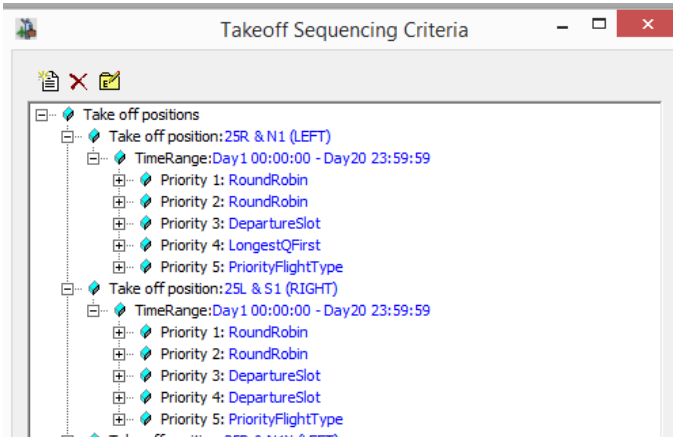 Takeoff Sequencing Criteria
Take off positions
Take off position:25R & N1 (LEFT)
TimeRange:Day1 00:00:00 - Day20 23:59:59
Priority 1: RoundRobin
Priority 2: RoundRobin
Priority 3: DepartureSlot
Priority 4: LongestQFirst
Priority 5: PriorityFlightType
Take off position:25L & S1 (RIGHT)
TimeRange:Day1 00:00:00 - Day20 23:59:59
Priority 1: RoundRobin
Priority 2: RoundRobin
Priority 3: DepartureSlot
Priority 4: DepartureSlot
Priority 5: PriorityFlightType